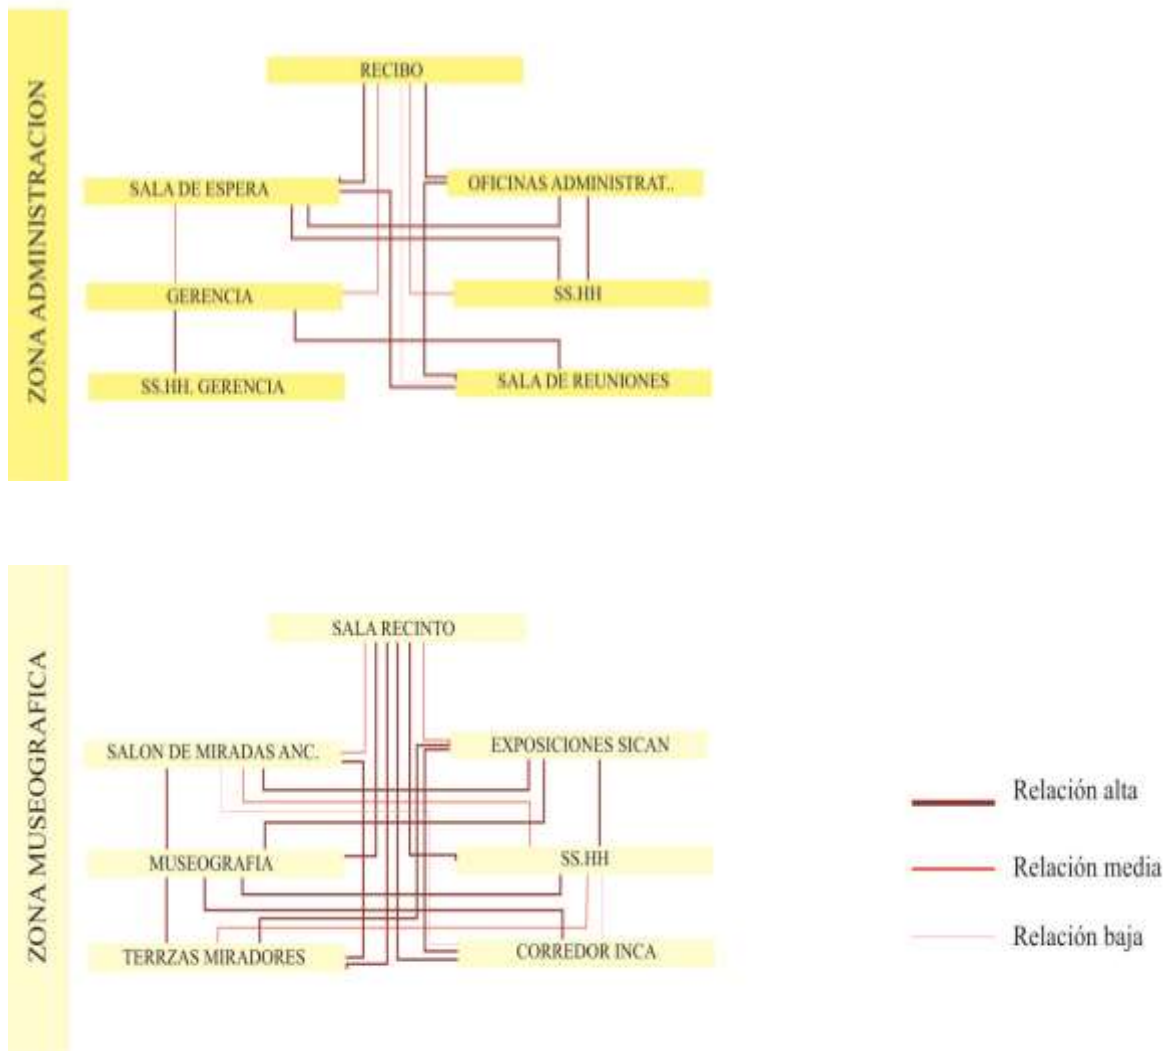 ZONA ADMINISTRACION
RECIBO
SALA DE ESPERA
OFICINAS ADMINISTRAT..
GERENCIA
SS.HH
SS.HH. GERENCIA
SALA DE REUNIONES
ZONA MUSEOGRAFICA
SALA RECINTO
SALON DE MIRADAS ANC.
EXPOSICIONES SICAN
MUSEOGRAFIA
SS.HH
TERRZAS MIRADORES
CORREDOR INCA
Relación alta
Relación media
Relación baja